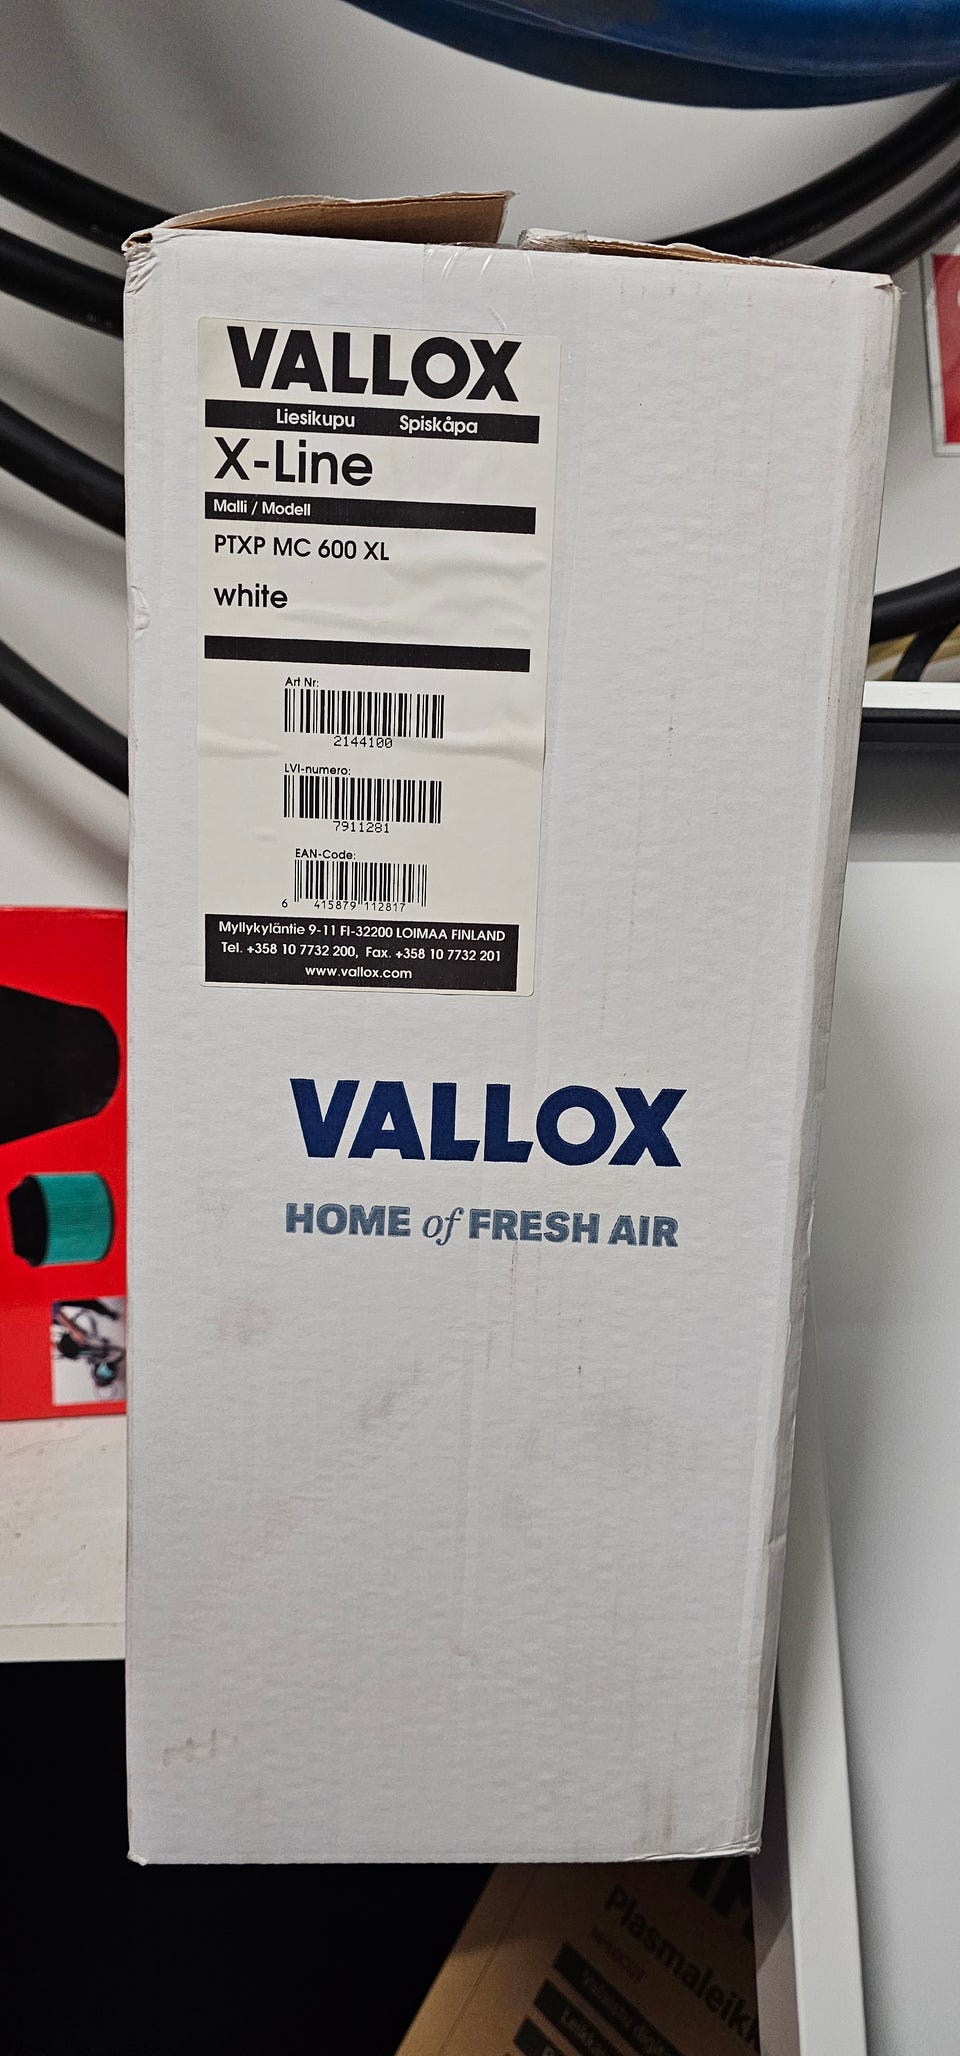 VALLOX
Liesikupu Spiskåpa
X-Line
Malli / Modell
PTXP MC 600 XL
white
Art Nr:
2144100
LVI-numero:
7911281
EAN-Code:
6 415879 112817
Myllykyläntie 9-11 FI-32200 LOIMAA FINLAND
Tel. +358 10 7732 200, Fax. +358 10 7732 201
www.vallox.com
VALLOX
HOME of FRESH AIR